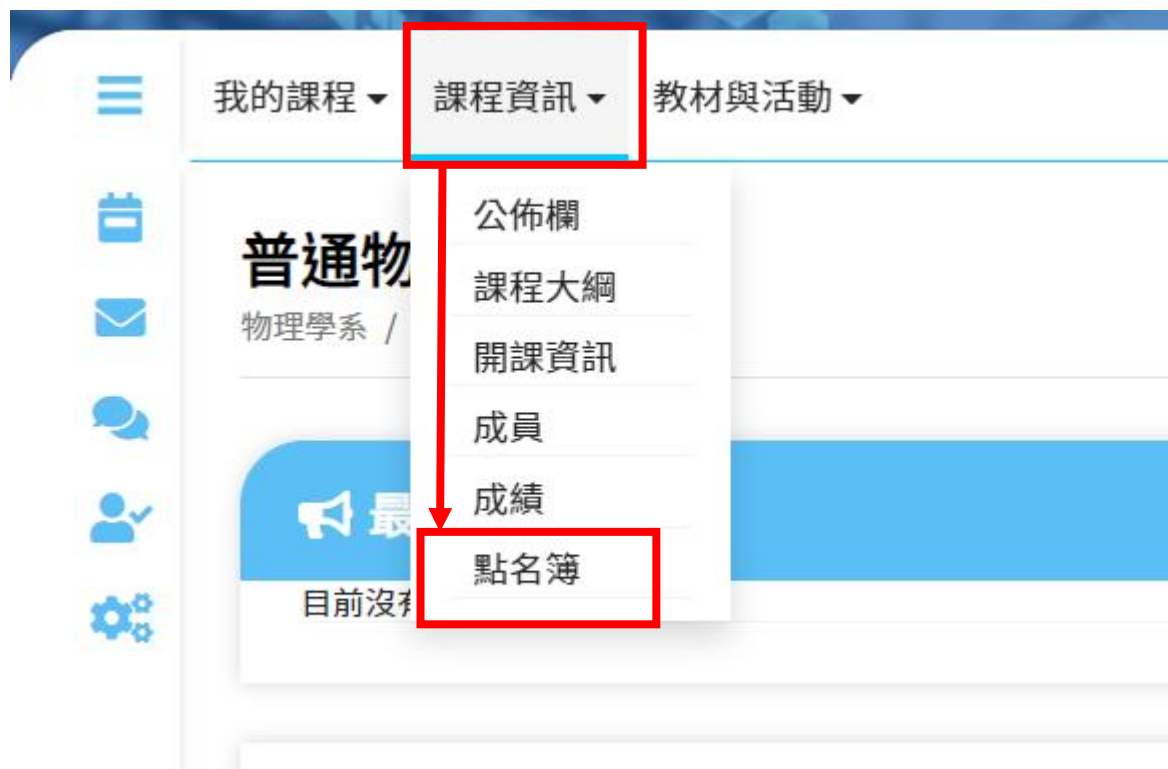 我的課程 課程資訊 教材與活動
公佈欄
普通物
課程大綱
物理學系 /
開課資訊
成員
成績
最
點名簿
目前沒